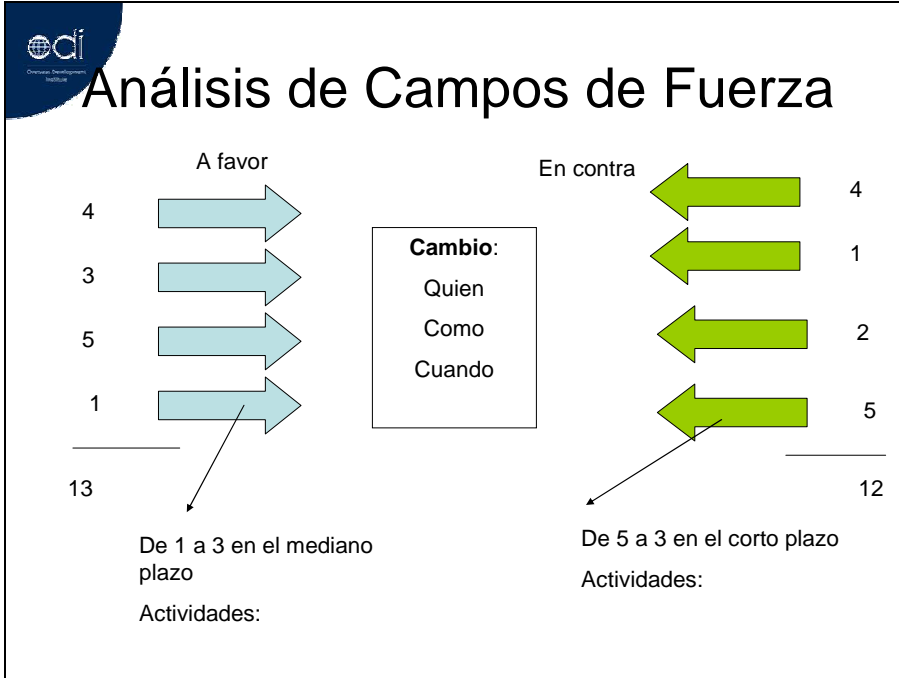 odi
Overseas Development
Institute
Análisis de Campos de Fuerza
A favor
4
3
5
1
13
Cambio:
Quien
Como
Cuando
En contra
4
1
2
5
12
De 1 a 3 en el mediano
plazo
Actividades:
De 5 a 3 en el corto plazo
Actividades: